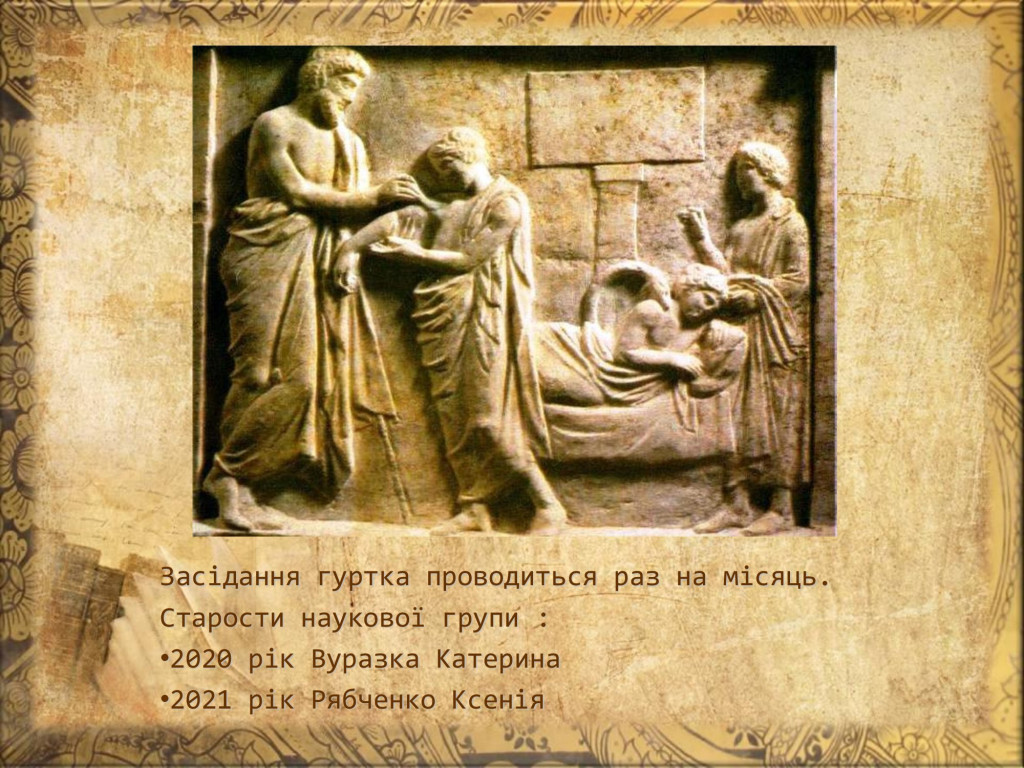 Засідання гуртка проводиться раз на місяць.
Старости наукової групи :
•2020 рік Вуразка Катерина
•2021 рік Рябченко Ксенія